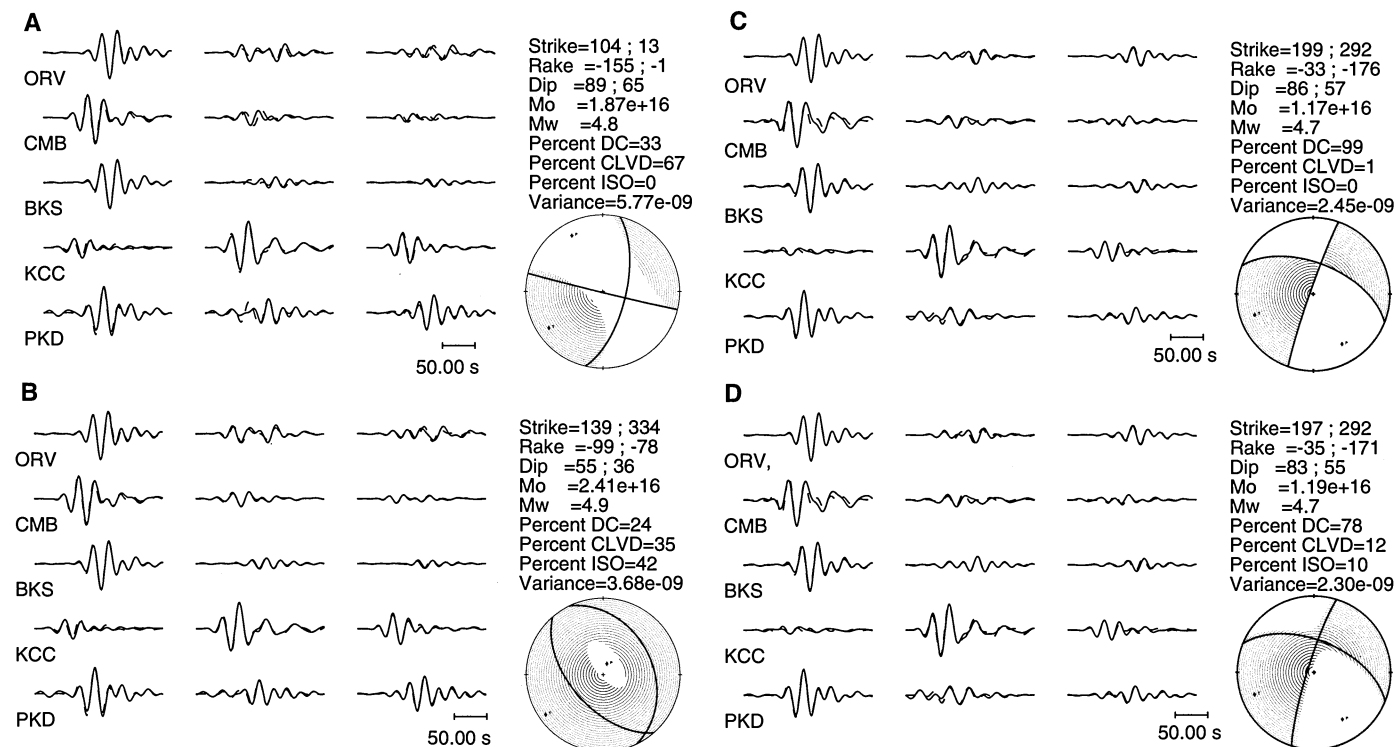 A
ORV
CMB
BKS
KCC
PKD
50.00 s
Strike=104 ; 13
Rake =-155 ; -1
Dip =89 ; 65
Mo =1.87e+16
Mw =4.8
Percent DC=33
Percent CLVD=67
Percent ISO=0
Variance=5.77e-09
B
ORV
CMB
BKS
KCC
PKD
50.00 s
Strike=139 ; 334
Rake =-99 ; -78
Dip =55 ; 36
Mo =2.41e+16
Mw =4.9
Percent DC=24
Percent CLVD=35
Percent ISO=42
Variance=3.68e-09
C
ORV
CMB
BKS
KCC
PKD
50.00 s
Strike=199 ; 292
Rake =-33 ; -176
Dip =86 ; 57
Mo =1.17e+16
Mw =4.7
Percent DC=99
Percent CLVD=1
Percent ISO=0
Variance=2.45e-09
D
ORV,
CMB
BKS
KCC
PKD
50.00 s
Strike=197 ; 292
Rake =-35 ; -171
Dip =83 ; 55
Mo =1.19e+16
Mw =4.7
Percent DC=78
Percent CLVD=12
Percent ISO=10
Variance=2.30e-09